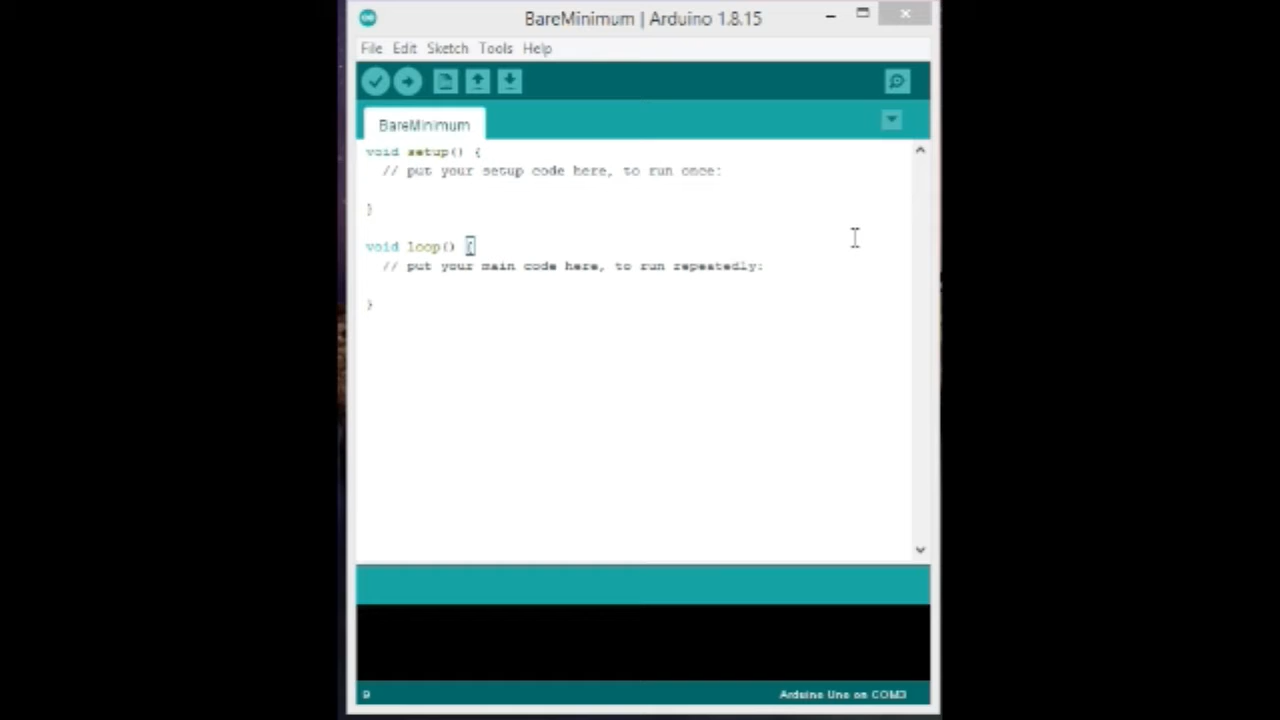 BareMinimum | Arduino 1.8.15
File Edit Sketch Tools Help
BareMinimum
void setup() {
// put your setup code here, to run once:
}
void loop() {
// put your main code here, to run repeatedly:
}
9
Arduino Uno on COM3